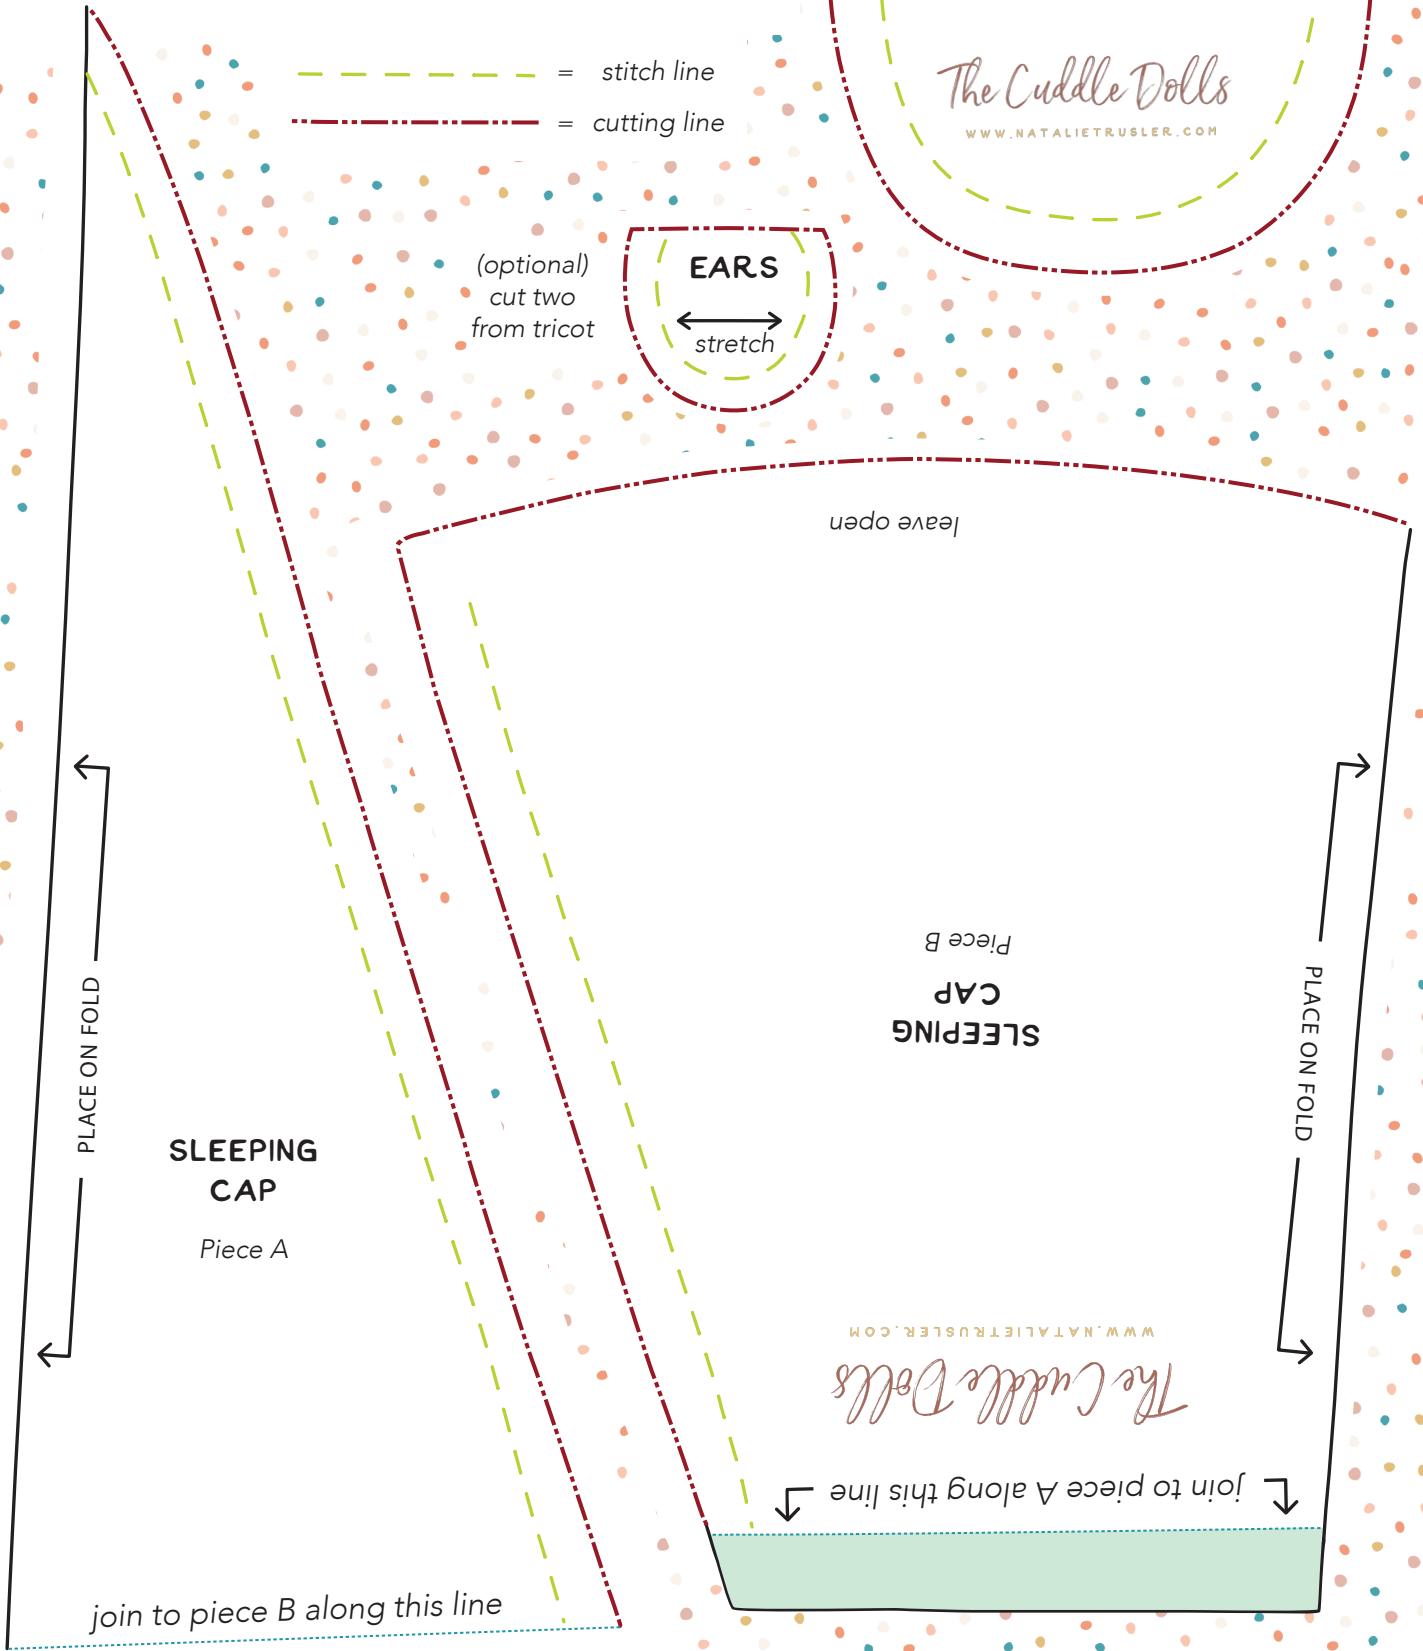 = stitch line
= cutting line
The Cuddle Dolls
WWW.NATALIETRUSLER.COM
(optional)
cut two
from tricot
EARS
stretch
leave open
PLACE ON FOLD
SLEEPING
CAP
Piece A
join to piece B along this line
PLACE ON FOLD
join to piece A along this line
The Cuddle Dolls
WWW.NATALIETRUSLER.COM
SLEEPING
CAP
Piece B